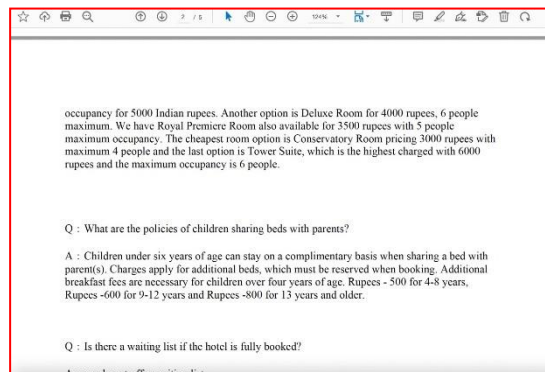 2 / 5
124%
occupancy for 5000 Indian rupees. Another option is Deluxe Room for 4000 rupees, 6 people
maximum. We have Royal Premiere Room also available for 3500 rupees with 5 people
maximum occupancy. The cheapest room option is Conservatory Room pricing 3000 rupees with
maximum 4 people and the last option is Tower Suite, which is the highest charged with 6000
rupees and the maximum occupancy is 6 people.
Q : What are the policies of children sharing beds with parents?
A : Children under six years of age can stay on a complimentary basis when sharing a bed with
parent(s). Charges apply for additional beds, which must be reserved when booking. Additional
breakfast fees are necessary for children over four years of age. Rupees - 500 for 4-8 years,
Rupees -600 for 9-12 years and Rupees -800 for 13 years and older.
Q : Is there a waiting list if the hotel is fully booked?